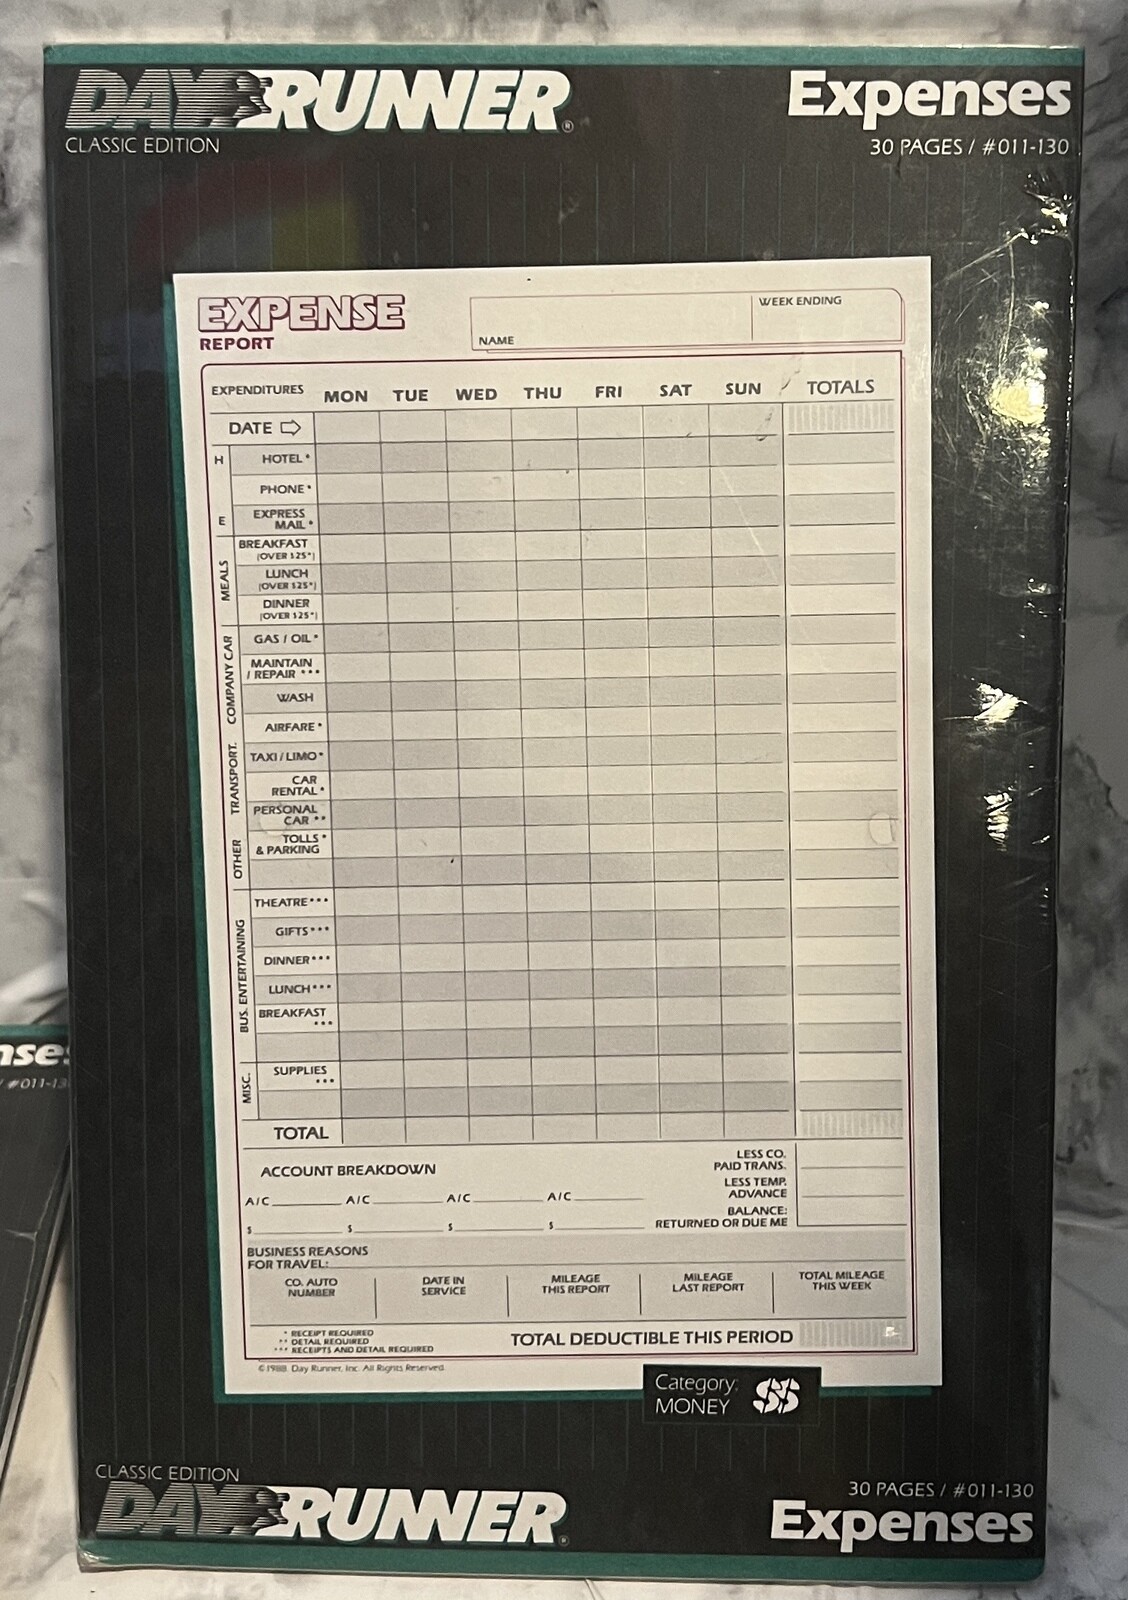 DAY RUNNER®
Expenses
CLASSIC EDITION
30 PAGES / #011-130
EXPENSE
REPORT
NAME
WEEK ENDING
EXPENDITURES MON TUE WED THU FRI SAT SUN TOTALS
DATE
H
HOTEL*
PHONE*
E
EXPRESS
MAIL*
MEALS
BREAKFAST
(OVER $25*)
LUNCH
(OVER $25*)
DINNER
(OVER $25*)
COMPANY CAR
GAS / OIL*
MAINTAIN
/ REPAIR ***
WASH
TRANSPORT.
AIRFARE*
TAXI / LIMO*
CAR
RENTAL*
PERSONAL
CAR **
OTHER
TOLLS*
& PARKING
BUS. ENTERTAINING
THEATRE***
GIFTS***
DINNER***
LUNCH***
BREAKFAST
***
MISC.
SUPPLIES
***
TOTAL
ACCOUNT BREAKDOWN
LESS CO.
PAID TRANS.
LESS TEMP.
ADVANCE
A/C A/C A/C A/C
BALANCE:
RETURNED OR DUE ME
$ $ $ $
BUSINESS REASONS
FOR TRAVEL:
CO. AUTO
NUMBER
DATE IN
SERVICE
MILEAGE
THIS REPORT
MILEAGE
LAST REPORT
TOTAL MILEAGE
THIS WEEK
* RECEIPT REQUIRED
** DETAIL REQUIRED
*** RECEIPTS AND DETAIL REQUIRED
TOTAL DEDUCTIBLE THIS PERIOD
©1988. Day Runner, Inc. All Rights Reserved.
Category:
MONEY
$$
CLASSIC EDITION
DAY RUNNER®
30 PAGES / #011-130
Expenses
nses
/ #011-13